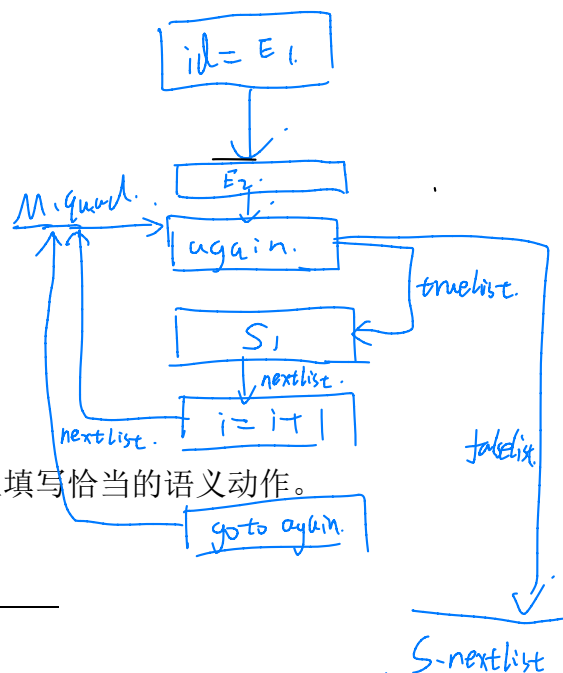 id = E1.
E2.
M.quad.
again.
truelist.
S1
nextlist.
i = i + 1
nextlist.
falselist.
填写恰当的语义动作。
goto again.
S.nextlist